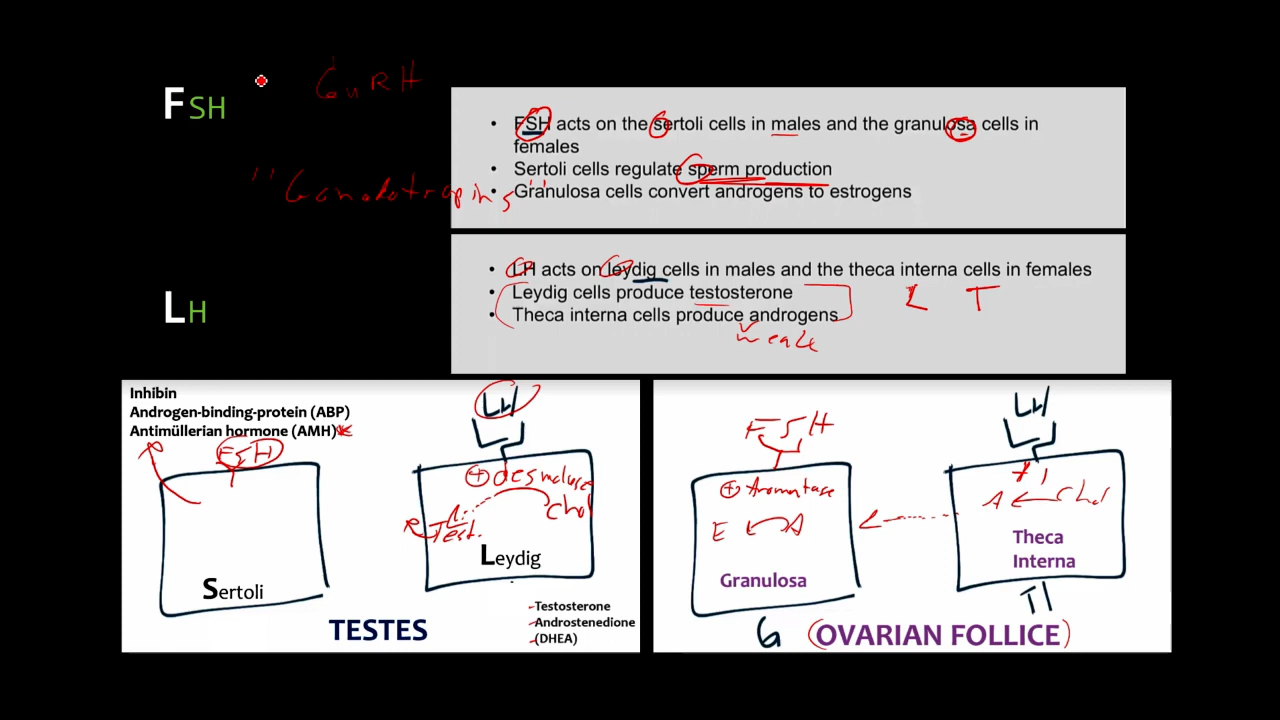 GnRH
FSH
• FSH acts on the sertoli cells in males and the granulosa cells in
females
• Sertoli cells regulate sperm production
"Gonadotropins"
• Granulosa cells convert androgens to estrogens
• LH acts on leydig cells in males and the theca interna cells in females
• Leydig cells produce testosterone
L T
LH
• Theca interna cells produce androgens
weak
Inhibin
Androgen-binding-protein (ABP)
Antimüllerian hormone (AMH)
FSH
LH
⊕ desmolase
chol
Test.
Sertoli
Leydig
Testosterone
Androstenedione
(DHEA)
TESTES
FSH
LH
⊕ Aromatase
E A
A Chol
Granulosa
Theca
Interna
G
TI
(OVARIAN FOLLICE)